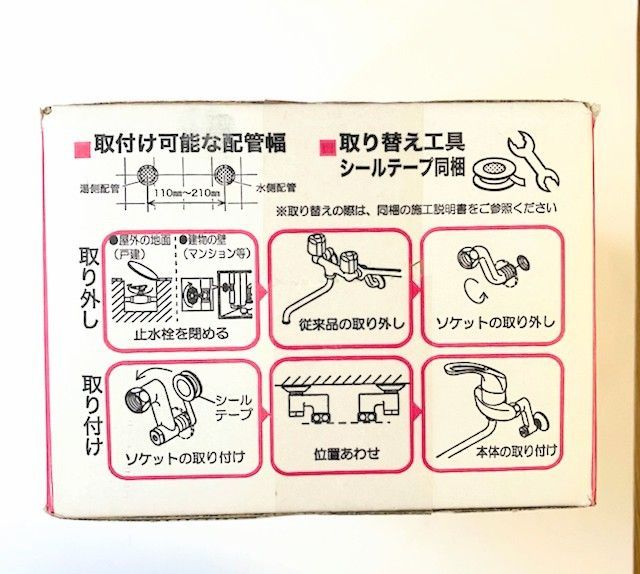 ■取付け可能な配管幅
湯側配管
110mm〜210mm
水側配管
■取り替え工具
シールテープ同梱
※取り替えの際は、同梱の施工説明書をご参照ください
取り外し
●屋外の地面
(戸建)
●建物の壁
(マンション等)
止水栓を閉める
従来品の取り外し
ソケットの取り外し
取り付け
シール
テープ
ソケットの取り付け
位置あわせ
本体の取り付け